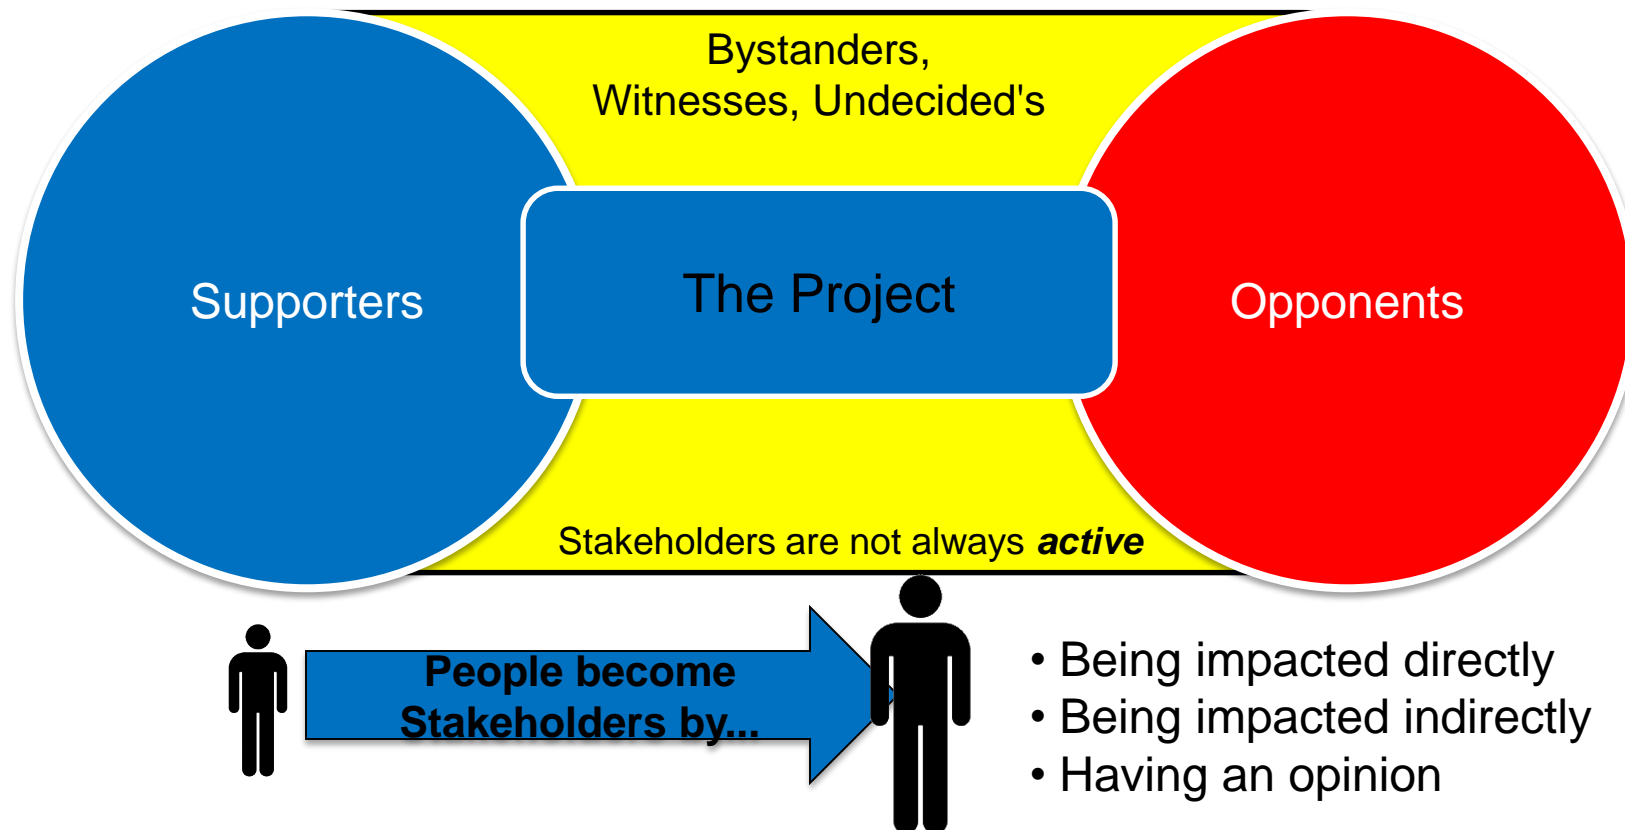 Bystanders,
Witnesses, Undecided's
Supporters
The Project
Opponents
Stakeholders are not always active
People become
Stakeholders by...
• Being impacted directly
• Being impacted indirectly
• Having an opinion